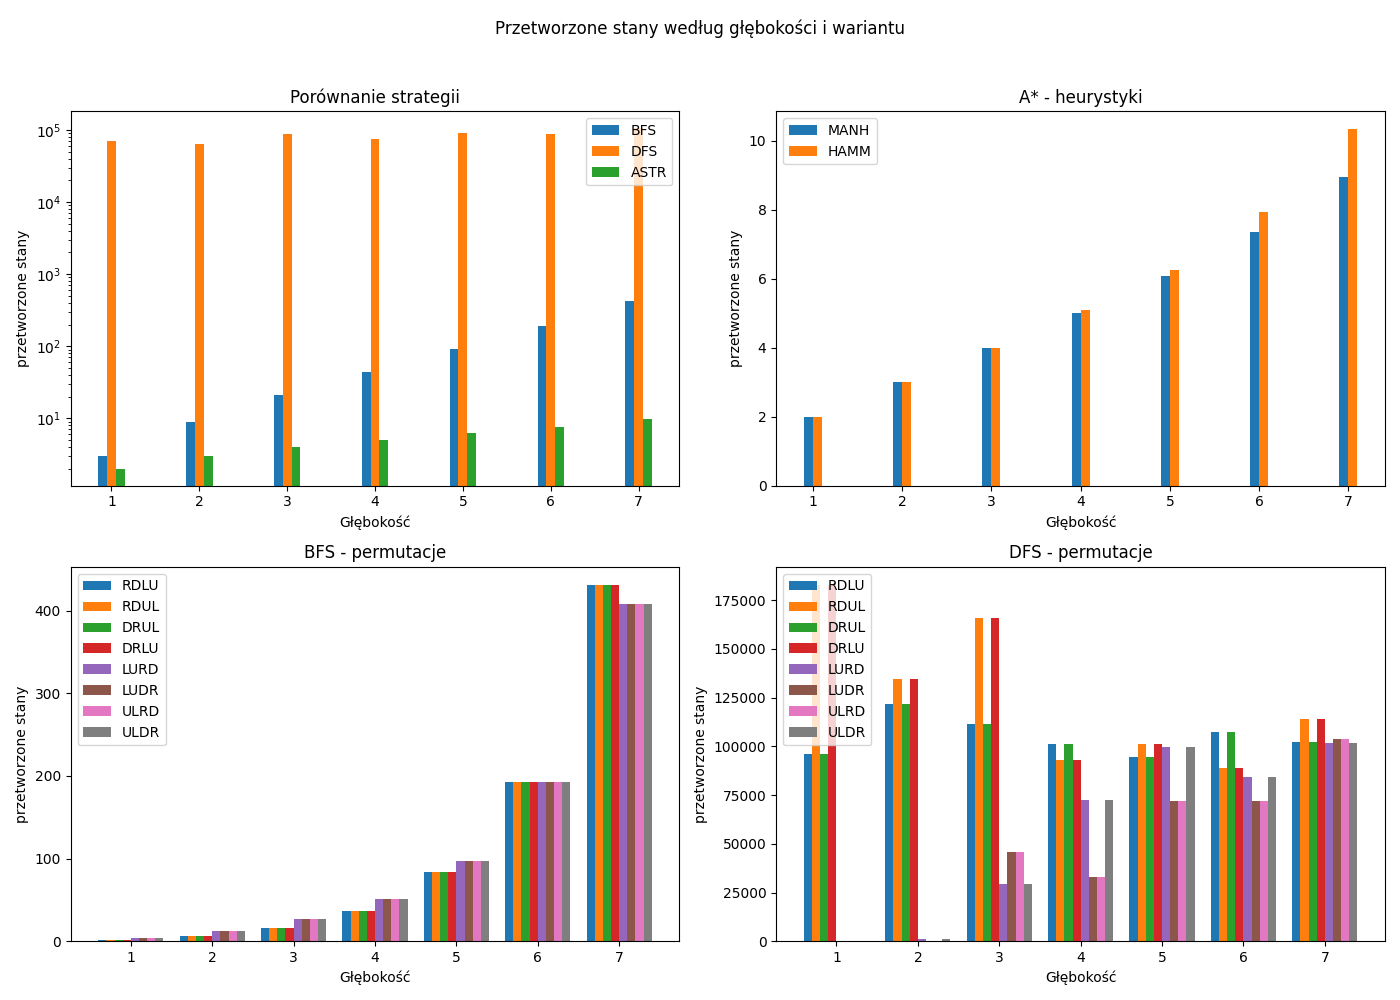 Przetworzone stany według głębokości i wariantu
Porównanie strategii
przetworzone stany
10^5
10^4
10^3
10^2
10^1
BFS
DFS
ASTR
1 2 3 4 5 6 7
Głębokość
A* - heurystyki
przetworzone stany
10
8
6
4
2
0
MANH
HAMM
1 2 3 4 5 6 7
Głębokość
BFS - permutacje
przetworzone stany
400
300
200
100
0
RDLU
RDUL
DRUL
DRLU
LURD
LUDR
ULRD
ULDR
1 2 3 4 5 6 7
Głębokość
DFS - permutacje
przetworzone stany
175000
150000
125000
100000
75000
50000
25000
0
RDLU
RDUL
DRUL
DRLU
LURD
LUDR
ULRD
ULDR
1 2 3 4 5 6 7
Głębokość